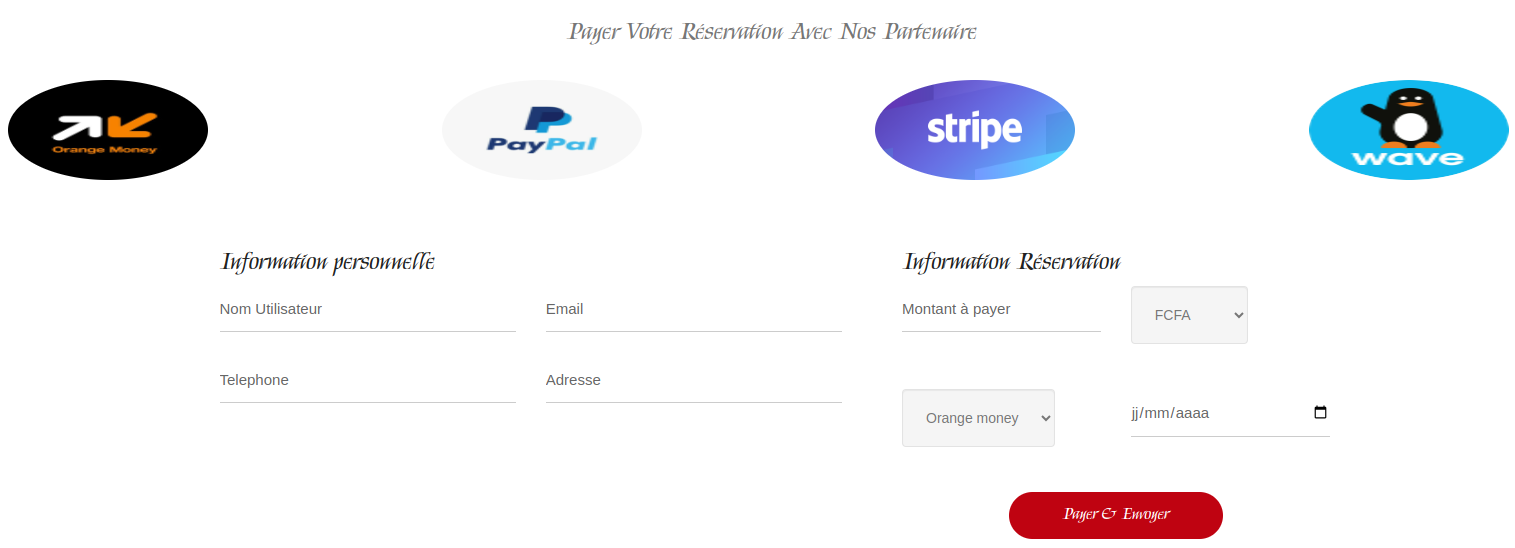 Payer Votre Réservation Avec Nos Partenaire
Orange Money
PayPal
stripe
wave
Information personnelle
Information Réservation
Nom Utilisateur
Email
Montant à payer
FCFA
Telephone
Adresse
Orange money
jj/mm/aaaa
Payer & Envoyer